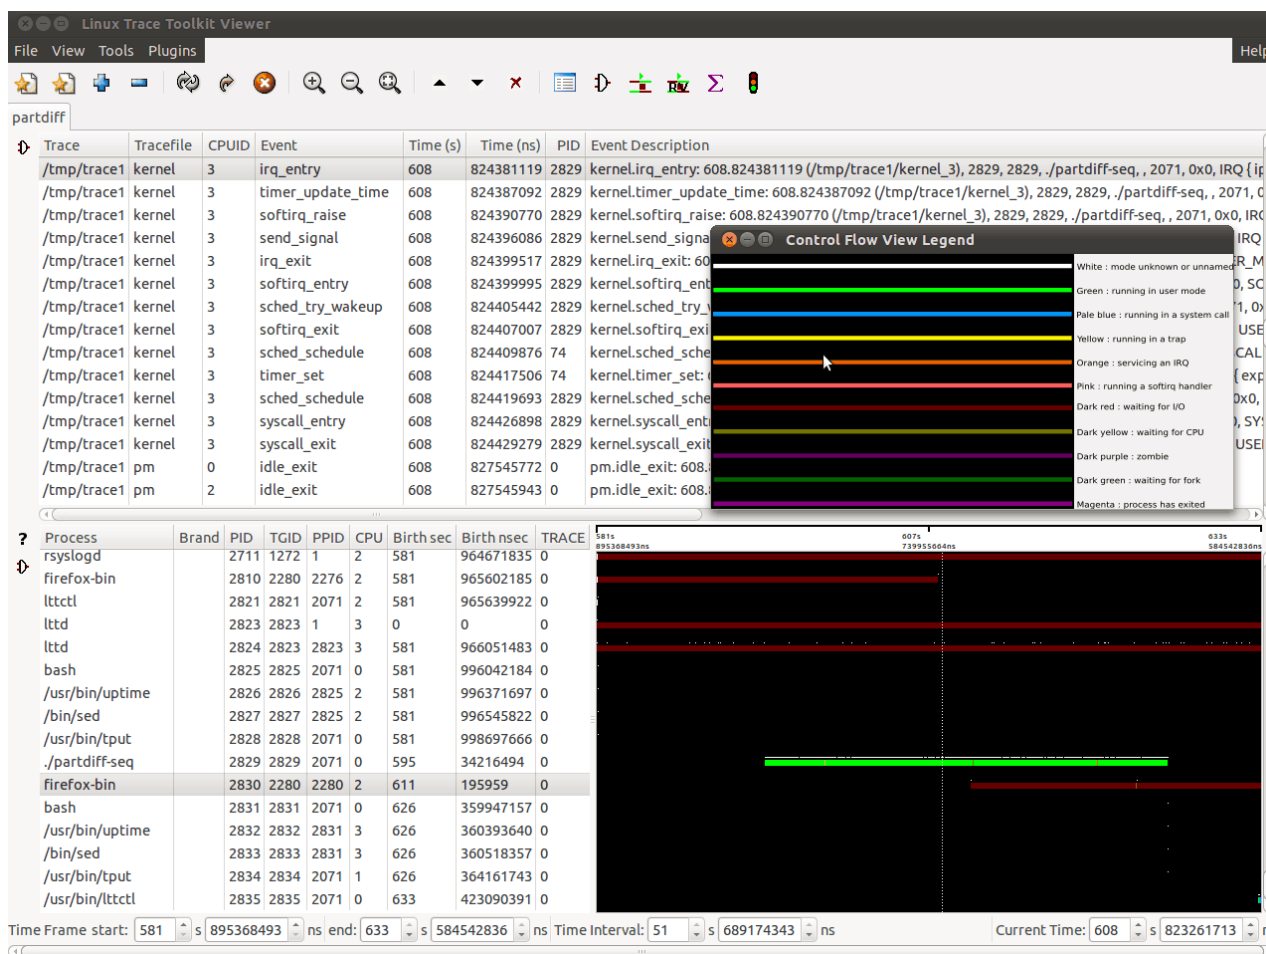 Linux Trace Toolkit Viewer
File View Tools Plugins Help
partdiff
Trace Tracefile CPUID Event Time (s) Time (ns) PID Event Description
/tmp/trace1 kernel 3 irq_entry 608 824381119 2829 kernel.irq_entry: 608.824381119 (/tmp/trace1/kernel_3), 2829, 2829, ./partdiff-seq, , 2071, 0x0, IRQ { ip
/tmp/trace1 kernel 3 timer_update_time 608 824387092 2829 kernel.timer_update_time: 608.824387092 (/tmp/trace1/kernel_3), 2829, 2829, ./partdiff-seq, , 2071, 0
/tmp/trace1 kernel 3 softirq_raise 608 824390770 2829 kernel.softirq_raise: 608.824390770 (/tmp/trace1/kernel_3), 2829, 2829, ./partdiff-seq, , 2071, 0x0, IRQ
/tmp/trace1 kernel 3 send_signal 608 824396086 2829 kernel.send_signa IRQ
/tmp/trace1 kernel 3 irq_exit 608 824399517 2829 kernel.irq_exit: 60 ER_M
/tmp/trace1 kernel 3 softirq_entry 608 824399995 2829 kernel.softirq_ent 0, SO
/tmp/trace1 kernel 3 sched_try_wakeup 608 824405442 2829 kernel.sched_try_ 1, 0x
/tmp/trace1 kernel 3 softirq_exit 608 824407007 2829 kernel.softirq_exi USE
/tmp/trace1 kernel 3 sched_schedule 608 824409876 74 kernel.sched_sche CAL
/tmp/trace1 kernel 3 timer_set 608 824417506 74 kernel.timer_set: { exp
/tmp/trace1 kernel 3 sched_schedule 608 824419693 2829 kernel.sched_sche 0x0,
/tmp/trace1 kernel 3 syscall_entry 608 824426898 2829 kernel.syscall_ent ), SY
/tmp/trace1 kernel 3 syscall_exit 608 824429279 2829 kernel.syscall_exit USE
/tmp/trace1 pm 0 idle_exit 608 827545772 0 pm.idle_exit: 608.
/tmp/trace1 pm 2 idle_exit 608 827545943 0 pm.idle_exit: 608.
Control Flow View Legend
White : mode unknown or unnamed
Green : running in user mode
Pale blue : running in a system call
Yellow : running in a trap
Orange : servicing an IRQ
Pink : running a softirq handler
Dark red : waiting for I/O
Dark yellow : waiting for CPU
Dark purple : zombie
Dark green : waiting for fork
Magenta : process has exited
Process Brand PID TGID PPID CPU Birth sec Birth nsec TRACE
581s 607s 633s
895368493ns 739955664ns 584542836ns
rsyslogd 2711 1272 1 2 581 964671835 0
firefox-bin 2810 2280 2276 2 581 965602185 0
lttctl 2821 2821 2071 2 581 965639922 0
lttd 2823 2823 1 3 0 0 0
lttd 2824 2823 2823 3 581 966051483 0
bash 2825 2825 2071 0 581 996042184 0
/usr/bin/uptime 2826 2826 2825 2 581 996371697 0
/bin/sed 2827 2827 2825 2 581 996545822 0
/usr/bin/tput 2828 2828 2071 0 581 998697666 0
./partdiff-seq 2829 2829 2071 0 595 34216494 0
firefox-bin 2830 2280 2280 2 611 195959 0
bash 2831 2831 2071 0 626 359947157 0
/usr/bin/uptime 2832 2832 2831 3 626 360393640 0
/bin/sed 2833 2833 2831 3 626 360518357 0
/usr/bin/tput 2834 2834 2071 1 626 364161743 0
/usr/bin/lttctl 2835 2835 2071 0 633 423090391 0
Time Frame start: 581 s 895368493 ns end: 633 s 584542836 ns Time Interval: 51 s 689174343 ns Current Time: 608 s 823261713